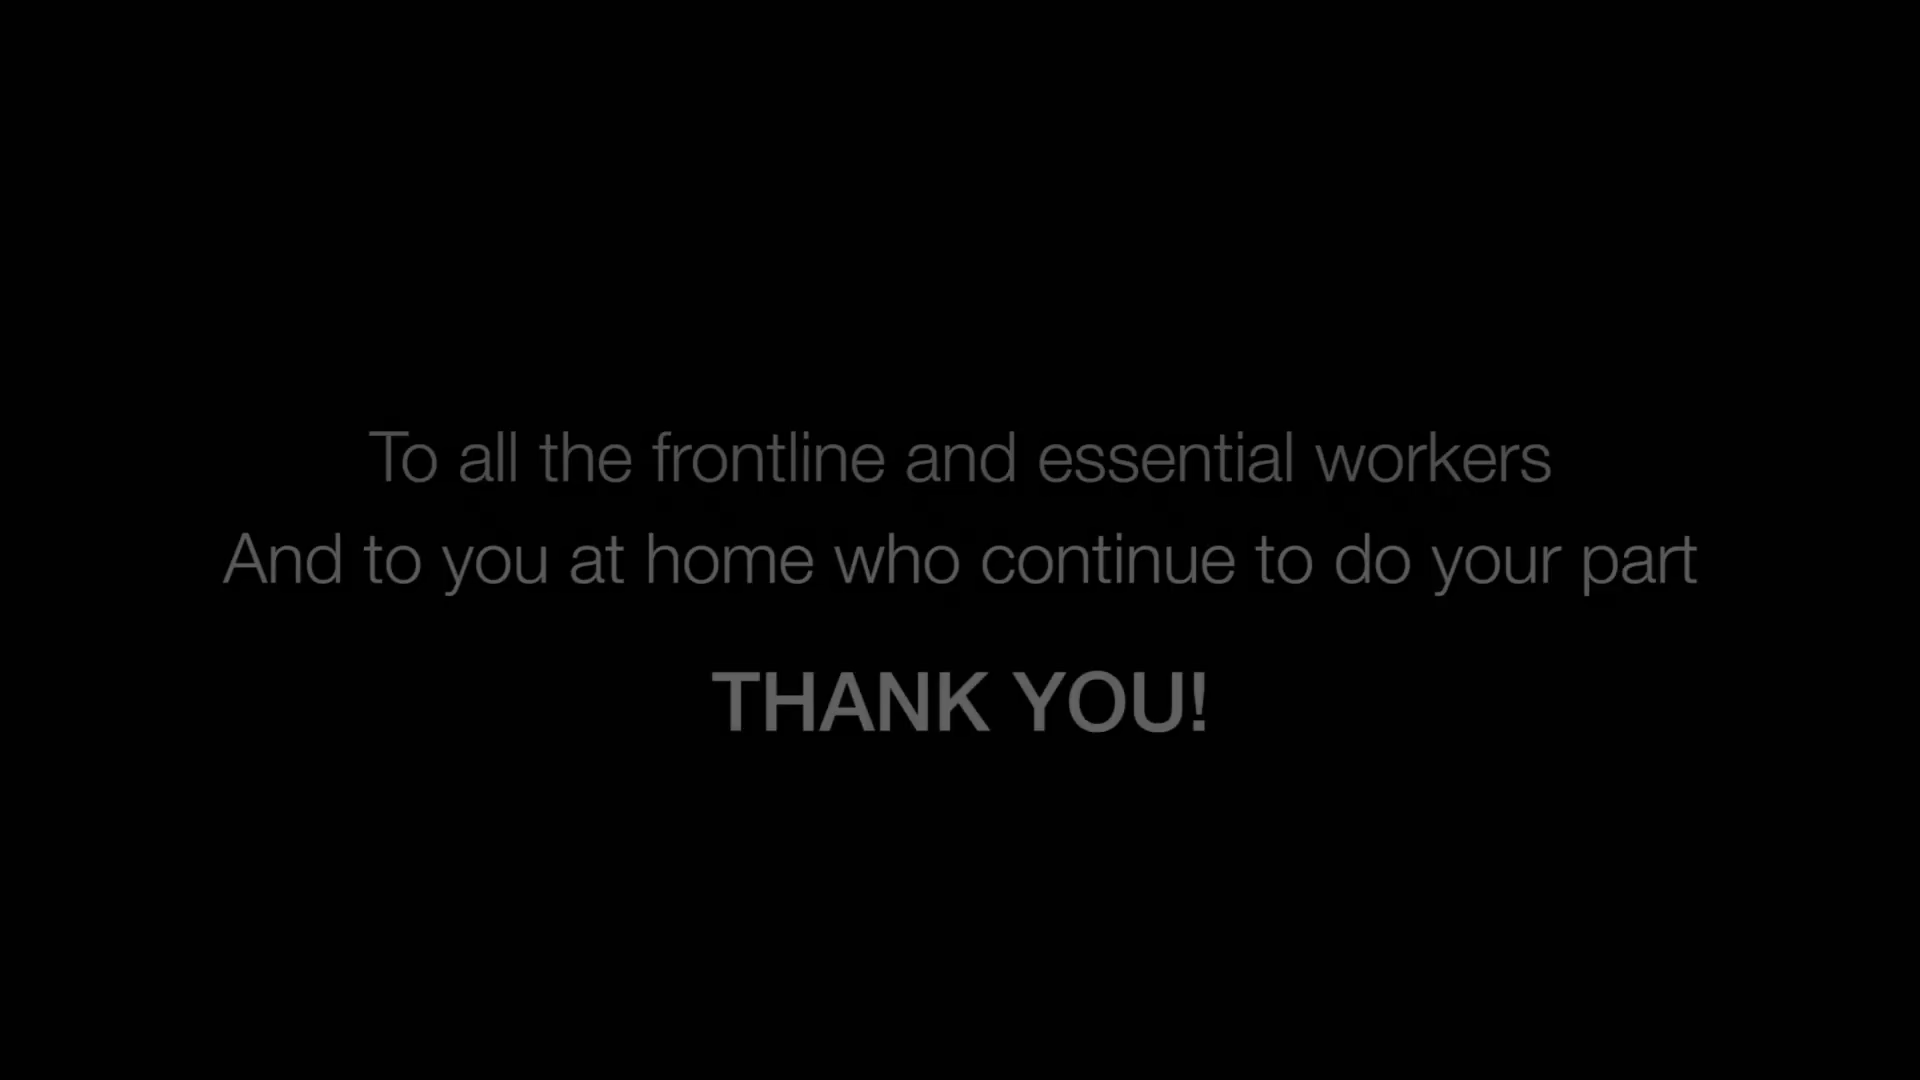 To all the frontline and essential workers
And to you at home who continue to do your part
THANK YOU!